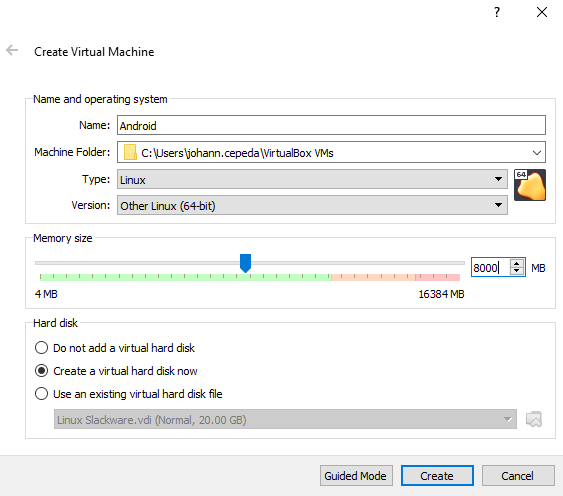 ?
Create Virtual Machine
Name and operating system
Name: Android
Machine Folder: C:\Users\johann.cepeda\VirtualBox VMs
Type: Linux
64
Version: Other Linux (64-bit)
Memory size
8000 MB
4 MB 16384 MB
Hard disk
Do not add a virtual hard disk
Create a virtual hard disk now
Use an existing virtual hard disk file
Linux Slackware.vdi (Normal, 20.00 GB)
Guided Mode Create Cancel